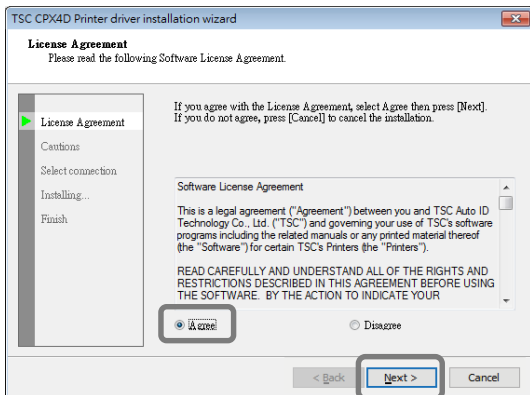 TSC CPX4D Printer driver installation wizard
License Agreement
Please read the following Software License Agreement.
License Agreement
Cautions
Select connection
Installing...
Finish
If you agree with the License Agreement, select Agree then press [Next].
If you do not agree, press [Cancel] to cancel the installation.
Software License Agreement
This is a legal agreement ("Agreement") between you and TSC Auto ID
Technology Co., Ltd. ("TSC") and governing your use of TSC's software
programs including the related manuals or any printed material thereof
(the "Software") for certain TSC's Printers (the "Printers").
READ CAREFULLY AND UNDERSTAND ALL OF THE RIGHTS AND
RESTRICTIONS DESCRIBED IN THIS AGREEMENT BEFORE USING
THE SOFTWARE. BY THE ACTION TO INDICATE YOUR
Agree Disagree
< Back Next > Cancel